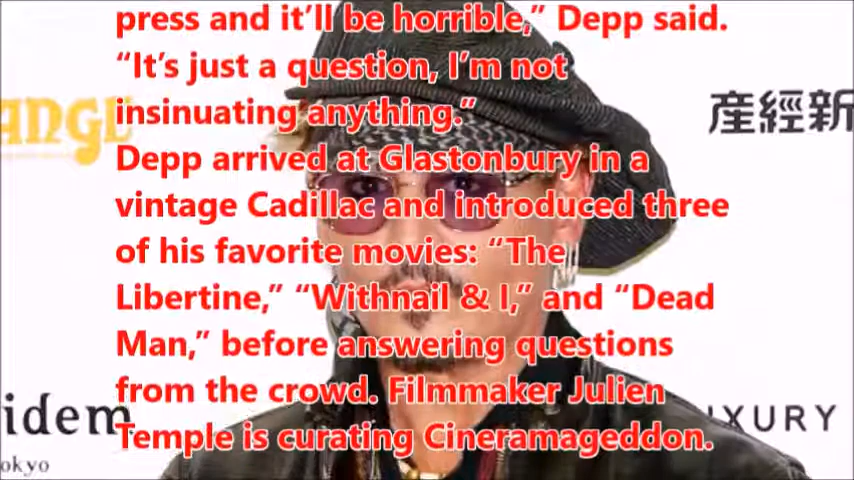 press and it'll be horrible," Depp said.
"It's just a question, I'm not
insinuating anything."
Depp arrived at Glastonbury in a
vintage Cadillac and introduced three
of his favorite movies: "The
Libertine," "Withnail & I," and "Dead
Man," before answering questions
from the crowd. Filmmaker Julien
Temple is curating Cineramageddon.
ANGE
産經新
idem
okyo
UXURY